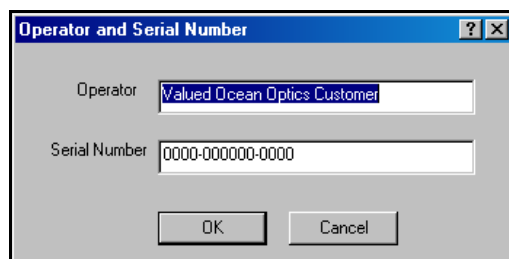 Operator and Serial Number
Operator Valued Ocean Optics Customer
Serial Number 0000-000000-0000
OK Cancel